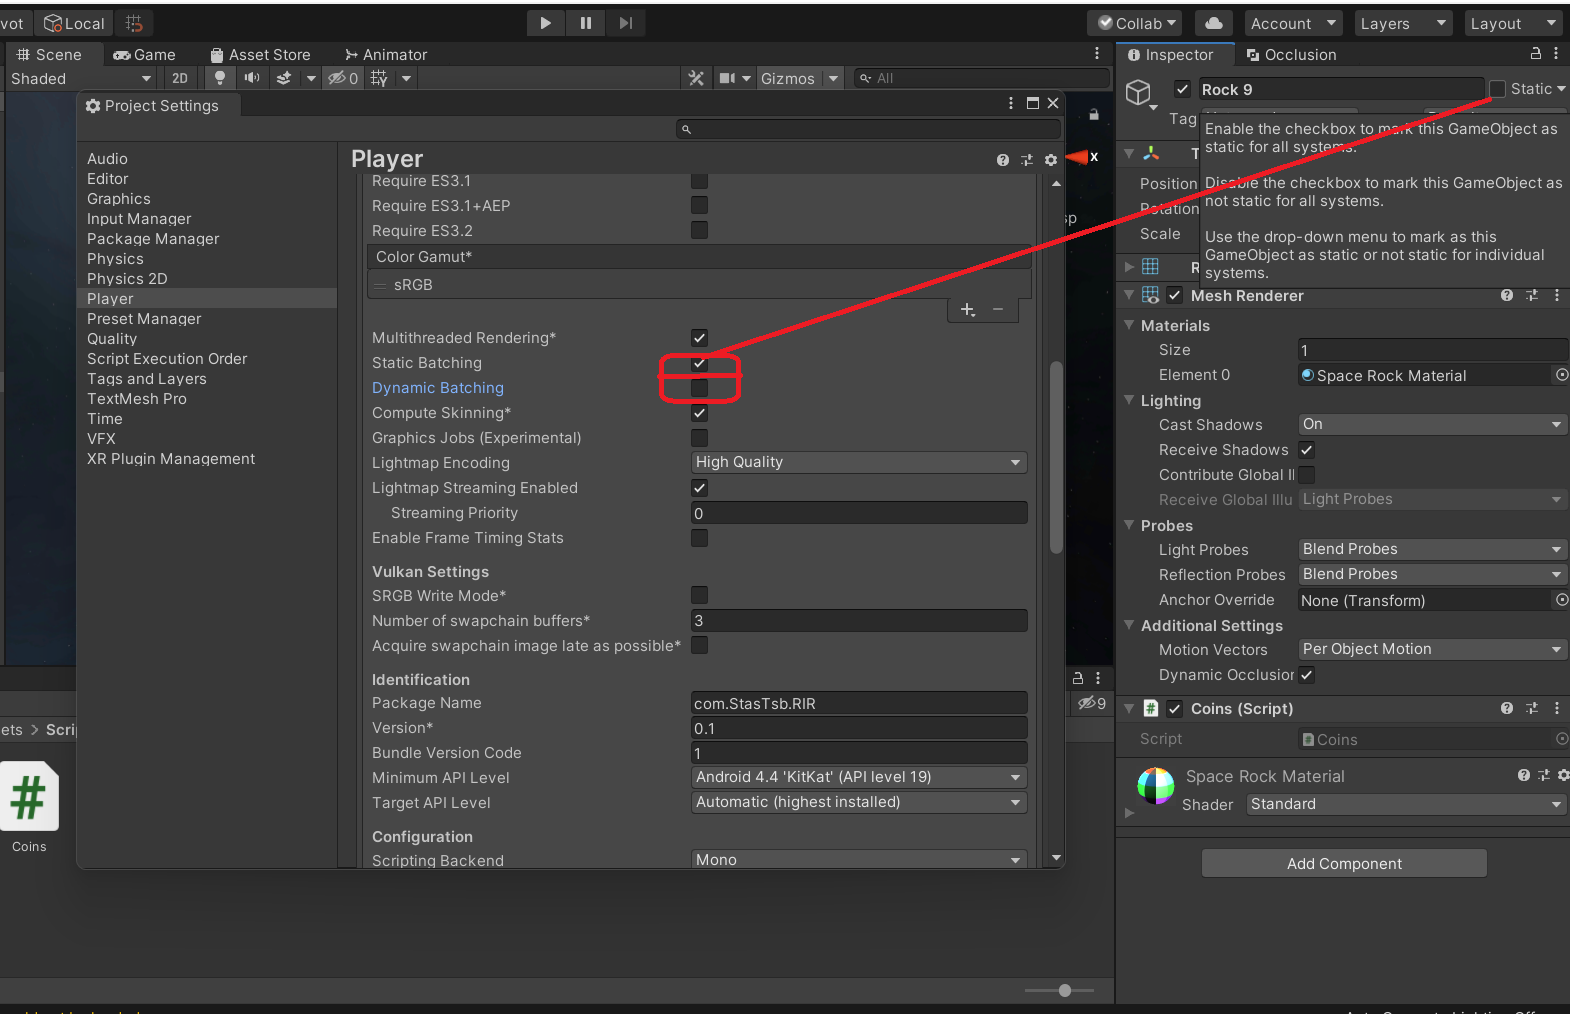 vot
Local
Collab
Account
Layers
Layout
Scene
Game
Asset Store
Animator
Inspector
Occlusion
Shaded
2D
0
Gizmos
All
Project Settings
Rock 9
Static
Tag
Enable the checkbox to mark this GameObject as
static for all systems.
Disable the checkbox to mark this GameObject as
not static for all systems.
Use the drop-down menu to mark as this
GameObject as static or not static for individual
systems.
x
sp
Audio
Editor
Graphics
Input Manager
Package Manager
Physics
Physics 2D
Player
Preset Manager
Quality
Script Execution Order
Tags and Layers
TextMesh Pro
Time
VFX
XR Plugin Management
Player
Require ES3.1
Require ES3.1+AEP
Require ES3.2
Color Gamut*
sRGB
Multithreaded Rendering*
Static Batching
Dynamic Batching
Compute Skinning*
Graphics Jobs (Experimental)
Lightmap Encoding High Quality
Lightmap Streaming Enabled
Streaming Priority 0
Enable Frame Timing Stats
Vulkan Settings
SRGB Write Mode*
Number of swapchain buffers* 3
Acquire swapchain image late as possible*
Identification
Package Name com.StasTsb.RIR
Version* 0.1
Bundle Version Code 1
Minimum API Level Android 4.4 'KitKat' (API level 19)
Target API Level Automatic (highest installed)
Configuration
Scripting Backend Mono
T
Position
Rotation
Scale
R
Mesh Renderer
Materials
Size 1
Element 0 Space Rock Material
Lighting
Cast Shadows On
Receive Shadows
Contribute Global Il
Receive Global Illu Light Probes
Probes
Light Probes Blend Probes
Reflection Probes Blend Probes
Anchor Override None (Transform)
Additional Settings
Motion Vectors Per Object Motion
Dynamic Occlusior
Coins (Script)
Script # Coins
Space Rock Material
Shader Standard
Add Component
9
ets > Scri
#
Coins